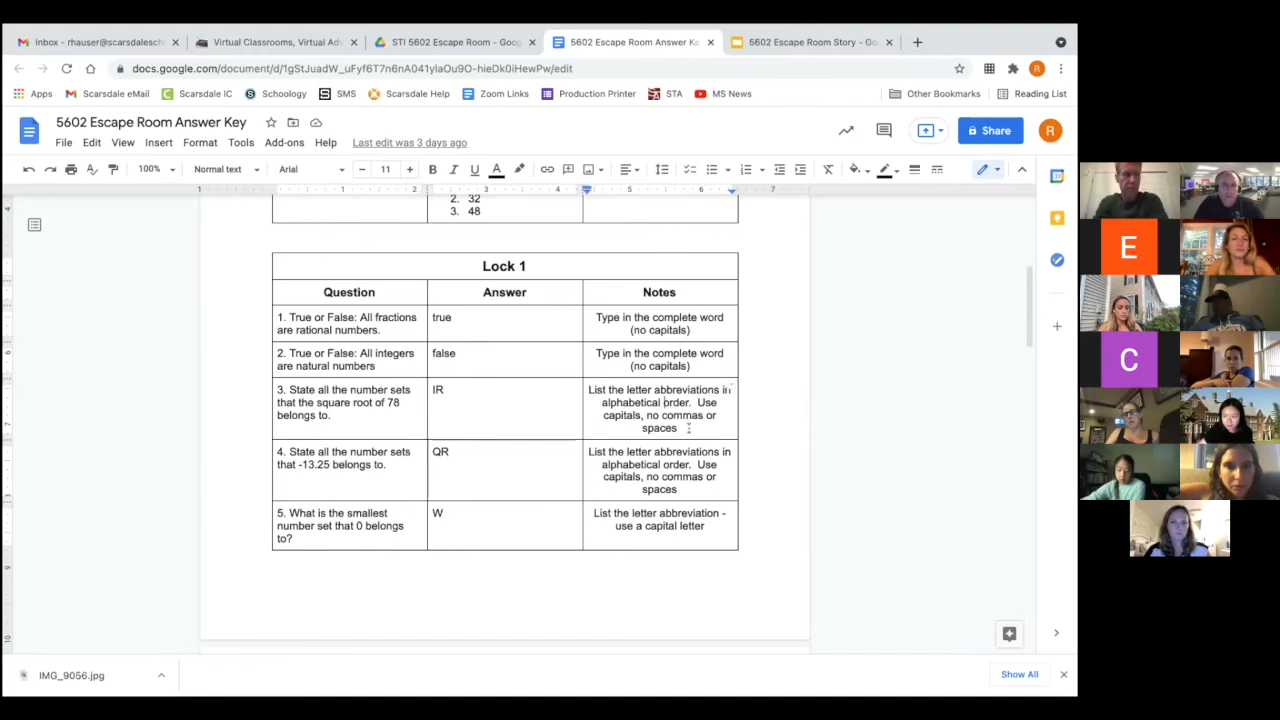 Inbox - rhauser@scarsdalesch
Virtual Classrooms, Virtual Adv
STI 5602 Escape Room - Goog
5602 Escape Room Answer Ke
5602 Escape Room Story - Go
docs.google.com/document/d/1gStJuadW_uFyf6T7n6nA041ylaOu9O-hieDk0iHewPw/edit
R
Apps
Scarsdale eMail
Scarsdale IC
Schoology
SMS
Scarsdale Help
Zoom Links
Production Printer
STA
MS News
Other Bookmarks
Reading List
5602 Escape Room Answer Key
File Edit View Insert Format Tools Add-ons Help Last edit was 3 days ago
Share
R
100%
Normal text
Arial
11
B I U A
1 1 2 3 4 5 6 7
2. 32
3. 48
Lock 1
Question Answer Notes
1. True or False: All fractions
are rational numbers.
true
Type in the complete word
(no capitals)
2. True or False: All integers
are natural numbers
false
Type in the complete word
(no capitals)
3. State all the number sets
that the square root of 78
belongs to.
IR
List the letter abbreviations in
alphabetical order. Use
capitals, no commas or
spaces
4. State all the number sets
that -13.25 belongs to.
QR
List the letter abbreviations in
alphabetical order. Use
capitals, no commas or
spaces
5. What is the smallest
number set that 0 belongs
to?
W
List the letter abbreviation -
use a capital letter
IMG_9056.jpg
Show All
E
C